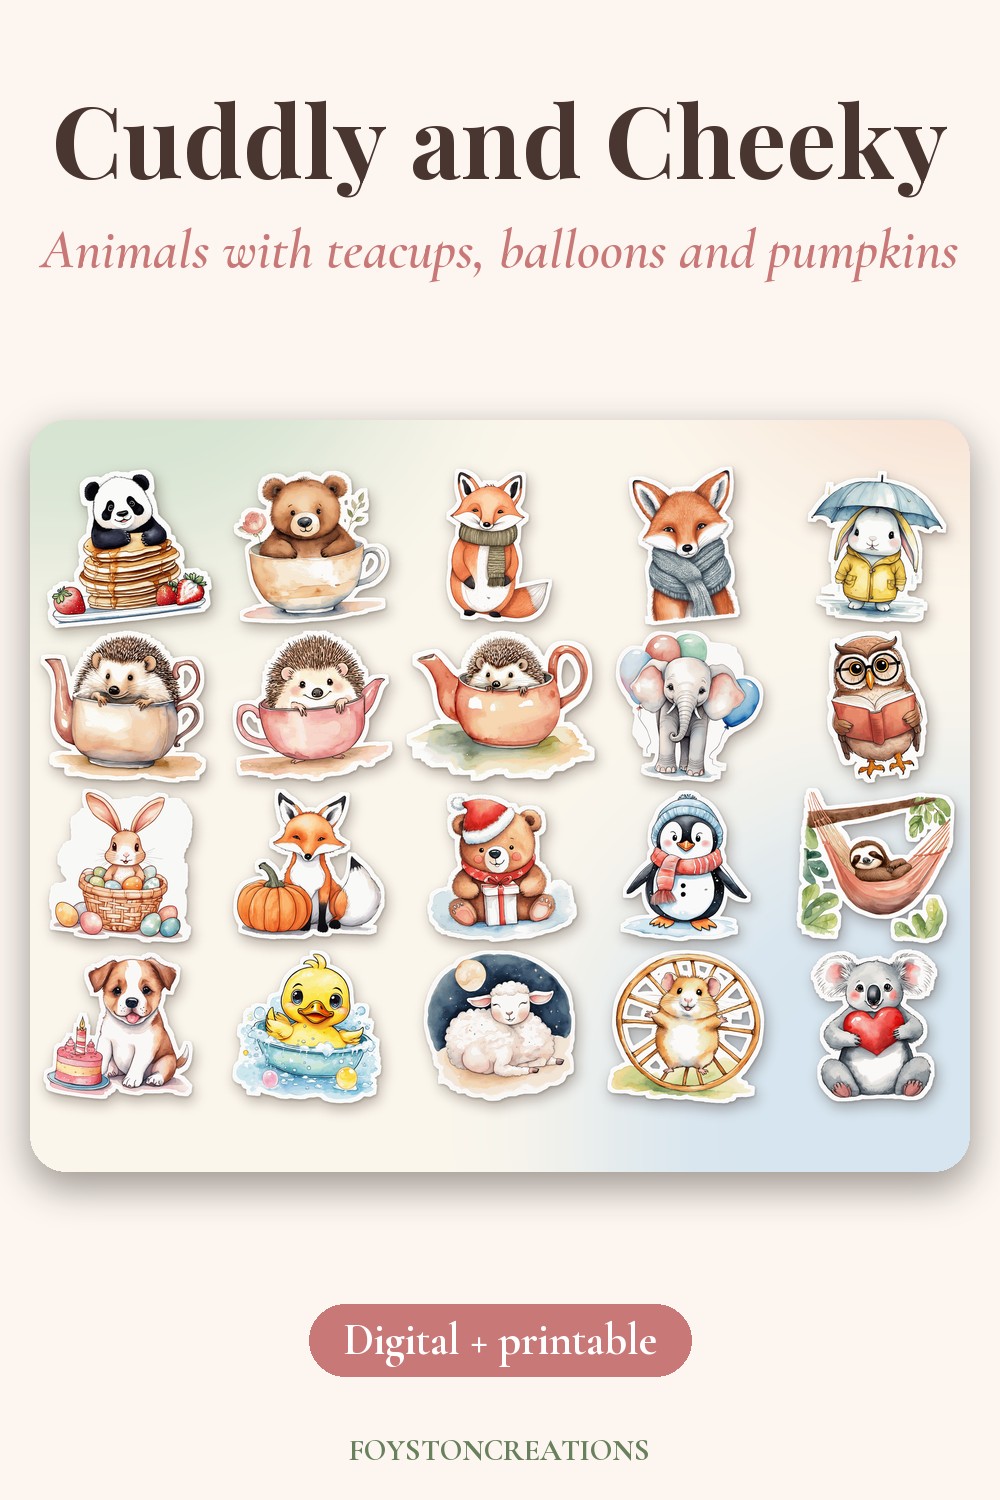 Cuddly and Cheeky
Animals with teacups, balloons and pumpkins
Digital + printable
FOYSTONCREATIONS